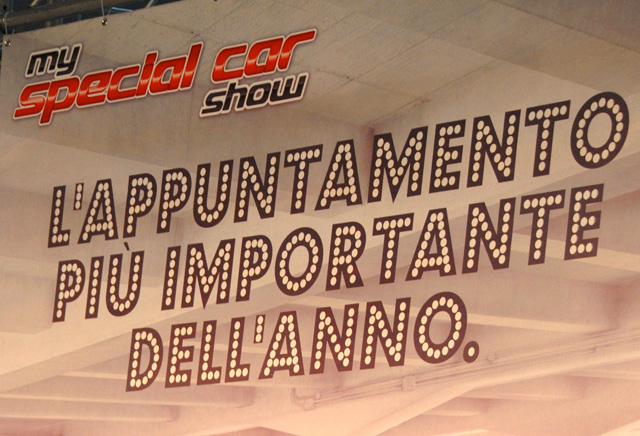 my
special car
show
L'APPUNTAMENTO
PIÙ IMPORTANTE
DELL'ANNO.